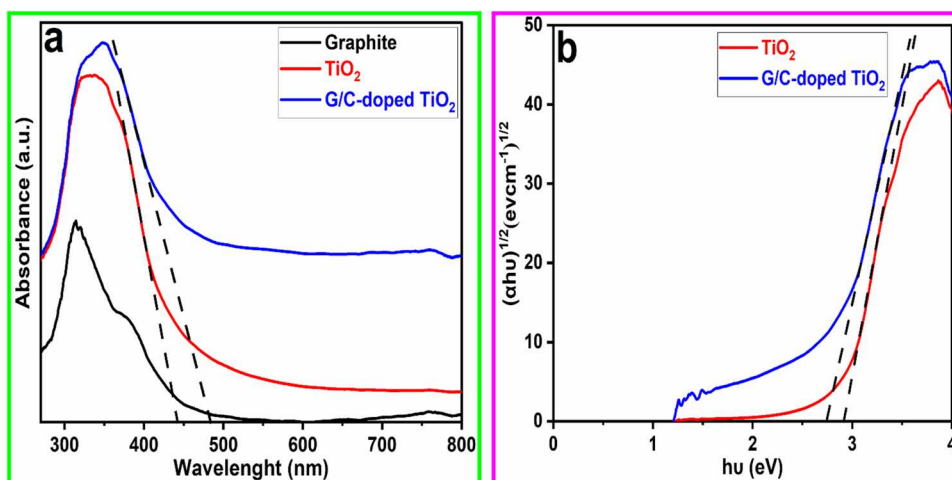 a
Graphite
TiO₂
G/C-doped TiO₂
Absorbance (a.u.)
300 400 500 600 700 800
Wavelenght (nm)
b
TiO₂
G/C-doped TiO₂
(αhυ)¹/²(evcm⁻¹)¹/²
50
40
30
20
10
0
0 1 2 3 4
hυ (eV)